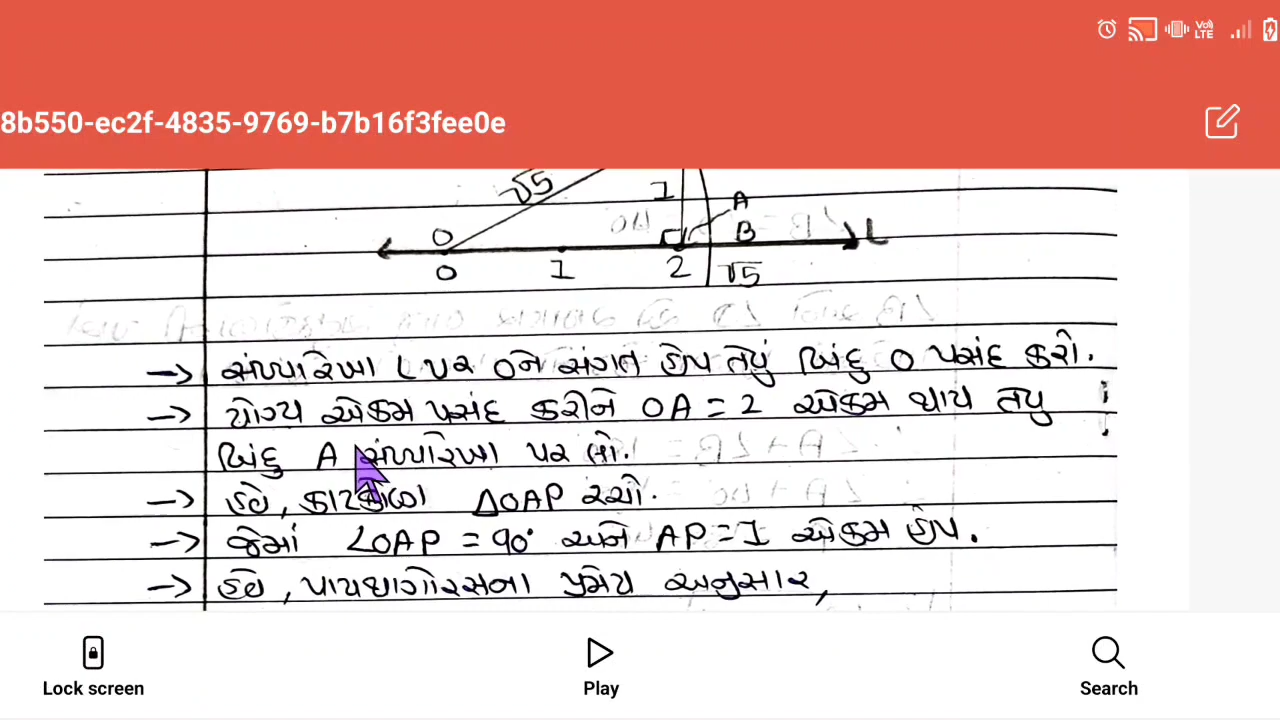 8b550-ec2f-4835-9769-b7b16f3fee0e
√5
1
A
O
B
L
0
1
2
√5
→ સંખ્યારેખા L પર 0ને સંગત હોય તેવું બિંદુ O પસંદ કરો.
→ યોગ્ય એકમ પસંદ કરીને OA = 2 એકમ થાય તેવુ
બિંદુ A સંખ્યારેખા પર લો.
→ હવે, કાટકોણ ΔOAP રચો.
→ જેમાં ∠OAP = 90° અને AP = 1 એકમ હોય.
→ હવે, પાયથાગોરસના પ્રમેય અનુસાર,
Lock screen
Play
Search